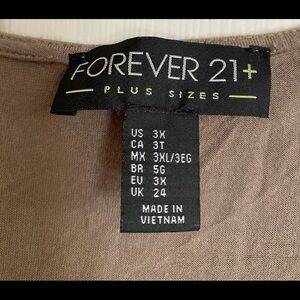 FOREVER 21+
PLUS SIZES
US 3X
CA 3T
MX 3XL/3EG
BR 5G
EU 3X
UK 24
MADE IN
VIETNAM